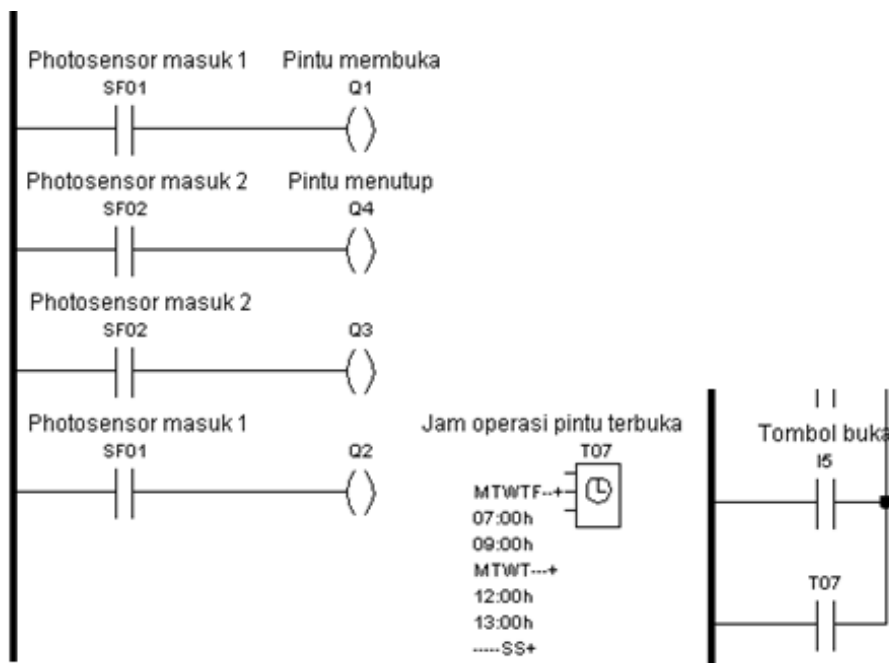 Photosensor masuk 1 Pintu membuka
SF01 Q1
Photosensor masuk 2 Pintu menutup
SF02 Q4
Photosensor masuk 2
SF02 Q3
Photosensor masuk 1
SF01 Q2
Jam operasi pintu terbuka
T07
MTWTF--+
07:00h
09:00h
MTWT---+
12:00h
13:00h
-----SS+
Tombol buka
I5
T07